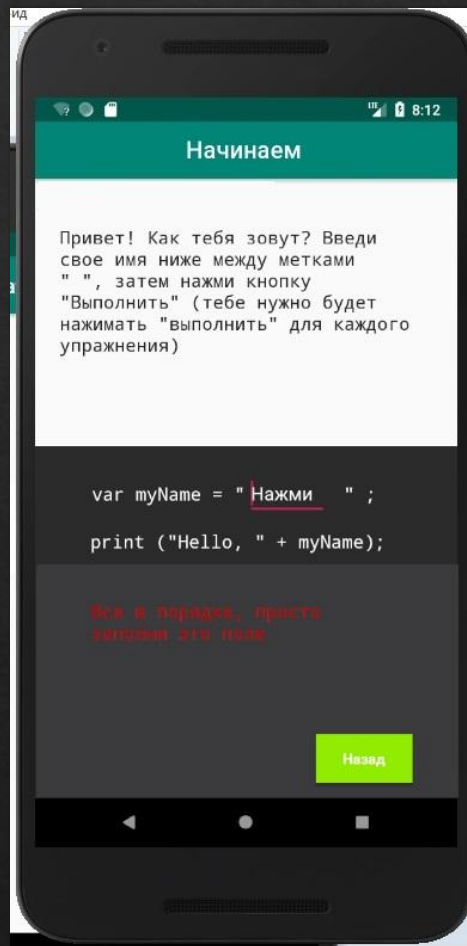 ид
8:12
Начинаем
Привет! Как тебя зовут? Введи
свое имя ниже между метками
" ", затем нажми кнопку
"Выполнить" (тебе нужно будет
нажимать "выполнить" для каждого
упражнения)
var myName = " Нажми " ;
print ("Hello, " + myName);
Все в порядке, просто
заполни это поле
Назад